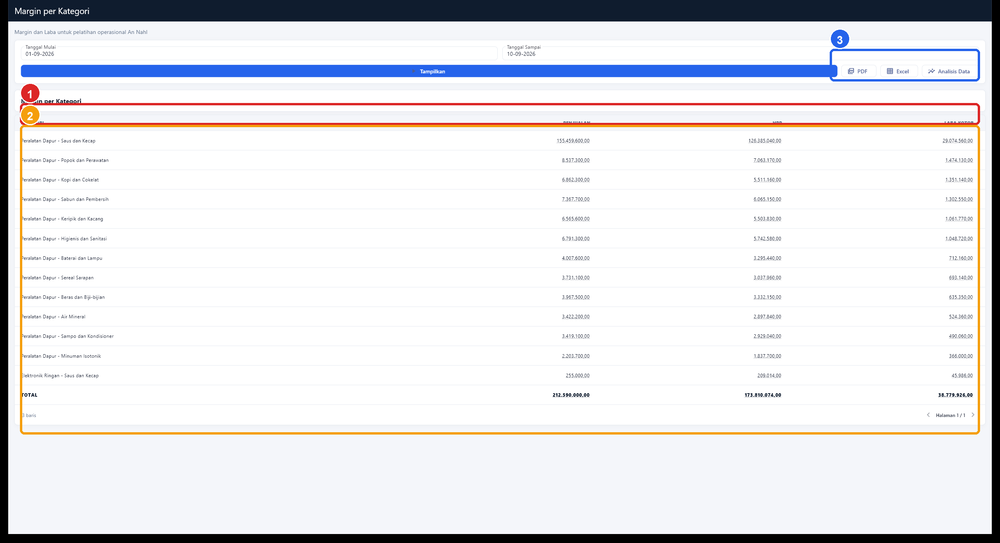 Margin per Kategori
Margin dan Laba untuk pelatihan operasional An Nahl
3
Tanggal Mulai
01-09-2026
Tanggal Sampai
10-09-2026
Tampilkan
PDF
Excel
Analisis Data
1
per Kategori
2
PENJUALAN HPP LABA KOTOR
Peralatan Dapur - Saus dan Kecap 155.459.600,00 126.385.040,00 29.074.560,00
Peralatan Dapur - Popok dan Perawatan 8.537.300,00 7.063.170,00 1.474.130,00
Peralatan Dapur - Kopi dan Cokelat 6.862.300,00 5.511.160,00 1.351.140,00
Peralatan Dapur - Sabun dan Pembersih 7.367.700,00 6.065.150,00 1.302.550,00
Peralatan Dapur - Keripik dan Kacang 6.565.600,00 5.503.830,00 1.061.770,00
Peralatan Dapur - Higienis dan Sanitasi 6.791.300,00 5.742.580,00 1.048.720,00
Peralatan Dapur - Baterai dan Lampu 4.007.600,00 3.295.440,00 712.160,00
Peralatan Dapur - Sereal Sarapan 3.731.100,00 3.037.960,00 693.140,00
Peralatan Dapur - Beras dan Biji-bijian 3.967.500,00 3.332.150,00 635.350,00
Peralatan Dapur - Air Mineral 3.422.200,00 2.897.840,00 524.360,00
Peralatan Dapur - Sampo dan Kondisioner 3.419.100,00 2.929.040,00 490.060,00
Peralatan Dapur - Minuman Isotonik 2.203.700,00 1.837.700,00 366.000,00
Elektronik Ringan - Saus dan Kecap 255.000,00 209.014,00 45.986,00
TOTAL 212.590.000,00 173.810.074,00 38.779.926,00
3 baris
Halaman 1 / 1